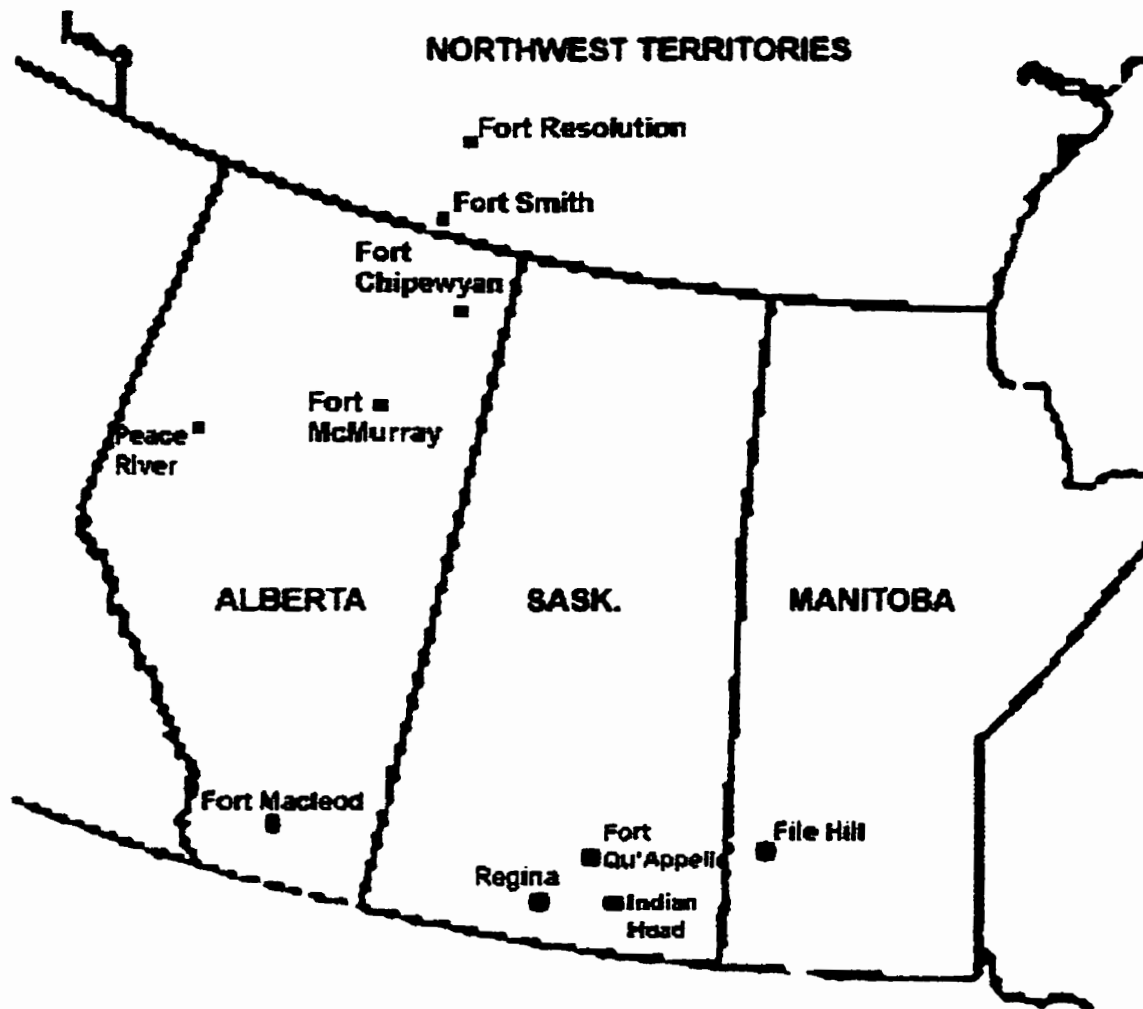 NORTHWEST TERRITORIES
Fort Resolution
Fort Smith
Fort
Chipewyan
Fort
McMurray
Peace
River
ALBERTA
SASK.
MANITOBA
Fort Macleod
Fort
Qu'Appelle
File Hill
Regina
Indian
Head